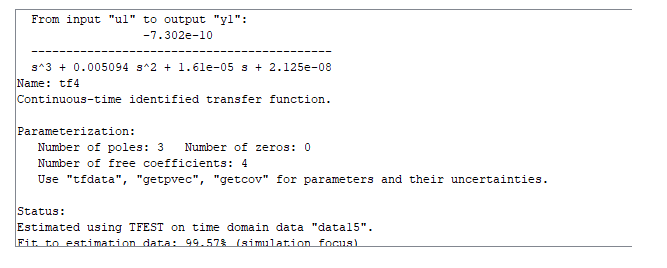 From input "u1" to output "y1":
-7.302e-10
-------------------------------------------
s^3 + 0.005094 s^2 + 1.61e-05 s + 2.125e-08
Name: tf4
Continuous-time identified transfer function.
Parameterization:
Number of poles: 3   Number of zeros: 0
Number of free coefficients: 4
Use "tfdata", "getpvec", "getcov" for parameters and their uncertainties.
Status:
Estimated using TFEST on time domain data "data15".
Fit to estimation data: 99.57% (simulation focus)